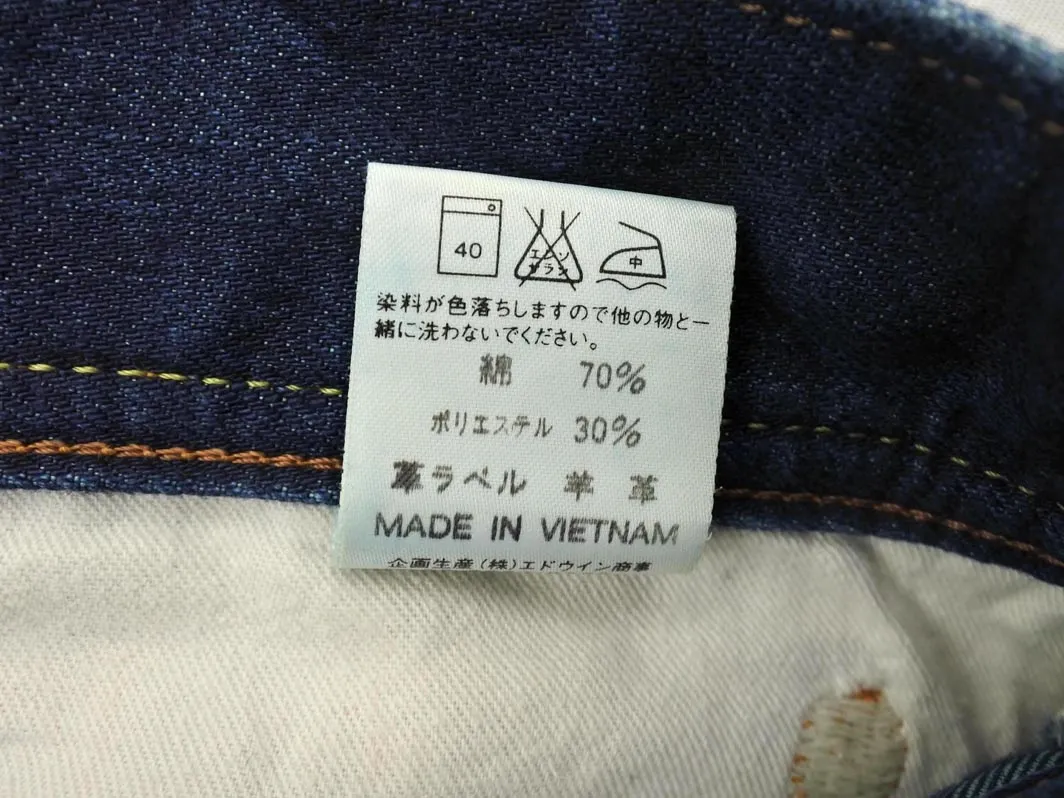 40
エンソ
サラシ
中
染料が色落ちしますので他の物と一
緒に洗わないでください。
綿 70%
ポリエステル 30%
革ラベル 羊革
MADE IN VIETNAM
企画生産(株)エドウイン商事